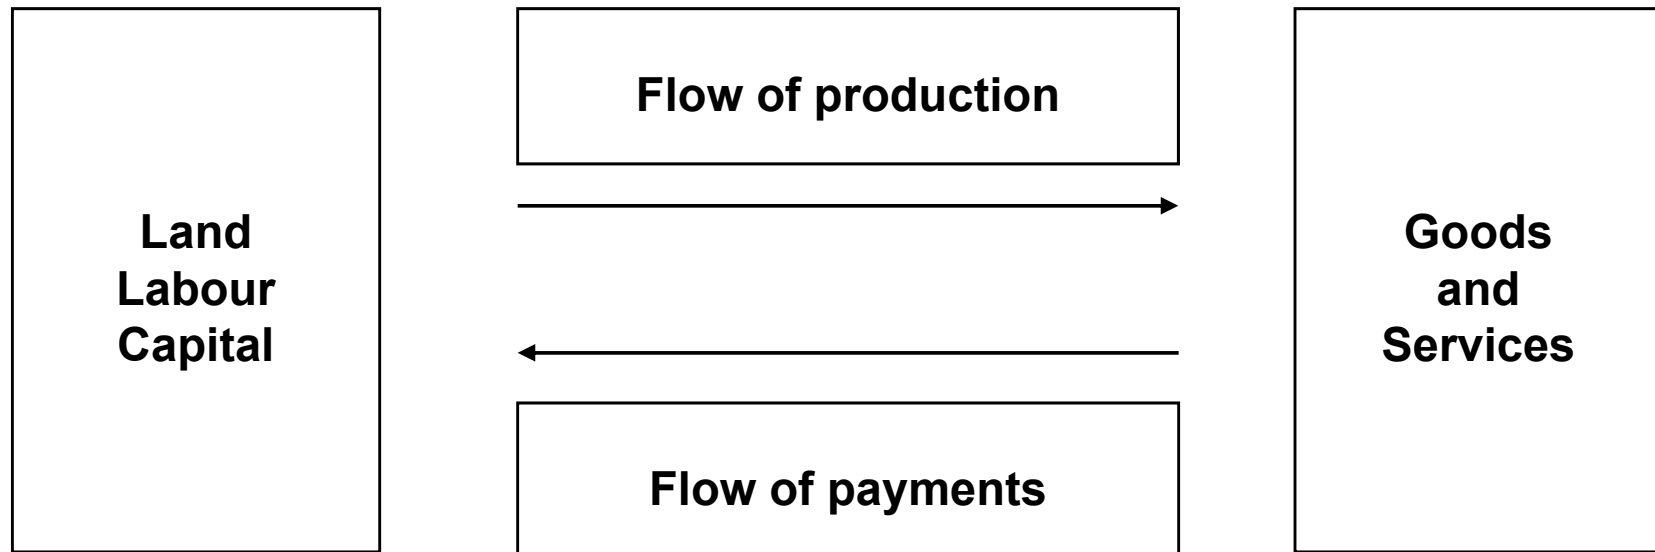 Flow of production
Land
Labour
Capital
Goods
and
Services
Flow of payments